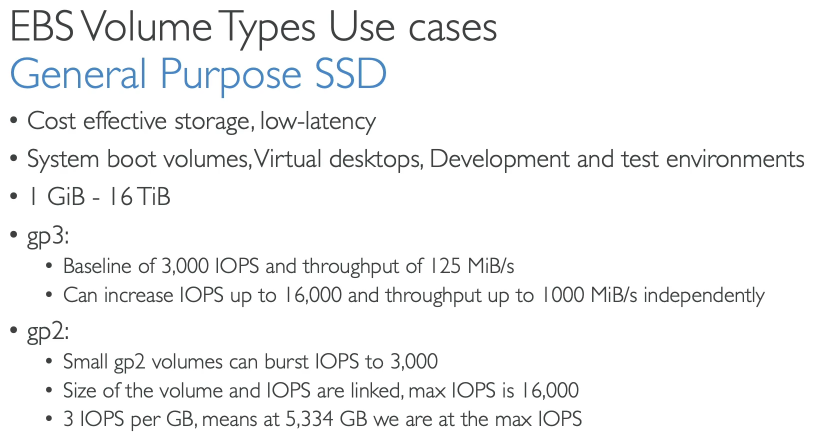 EBS Volume Types Use cases
General Purpose SSD
• Cost effective storage, low-latency
• System boot volumes, Virtual desktops, Development and test environments
• 1 GiB - 16 TiB
• gp3:
• Baseline of 3,000 IOPS and throughput of 125 MiB/s
• Can increase IOPS up to 16,000 and throughput up to 1000 MiB/s independently
• gp2:
• Small gp2 volumes can burst IOPS to 3,000
• Size of the volume and IOPS are linked, max IOPS is 16,000
• 3 IOPS per GB, means at 5,334 GB we are at the max IOPS